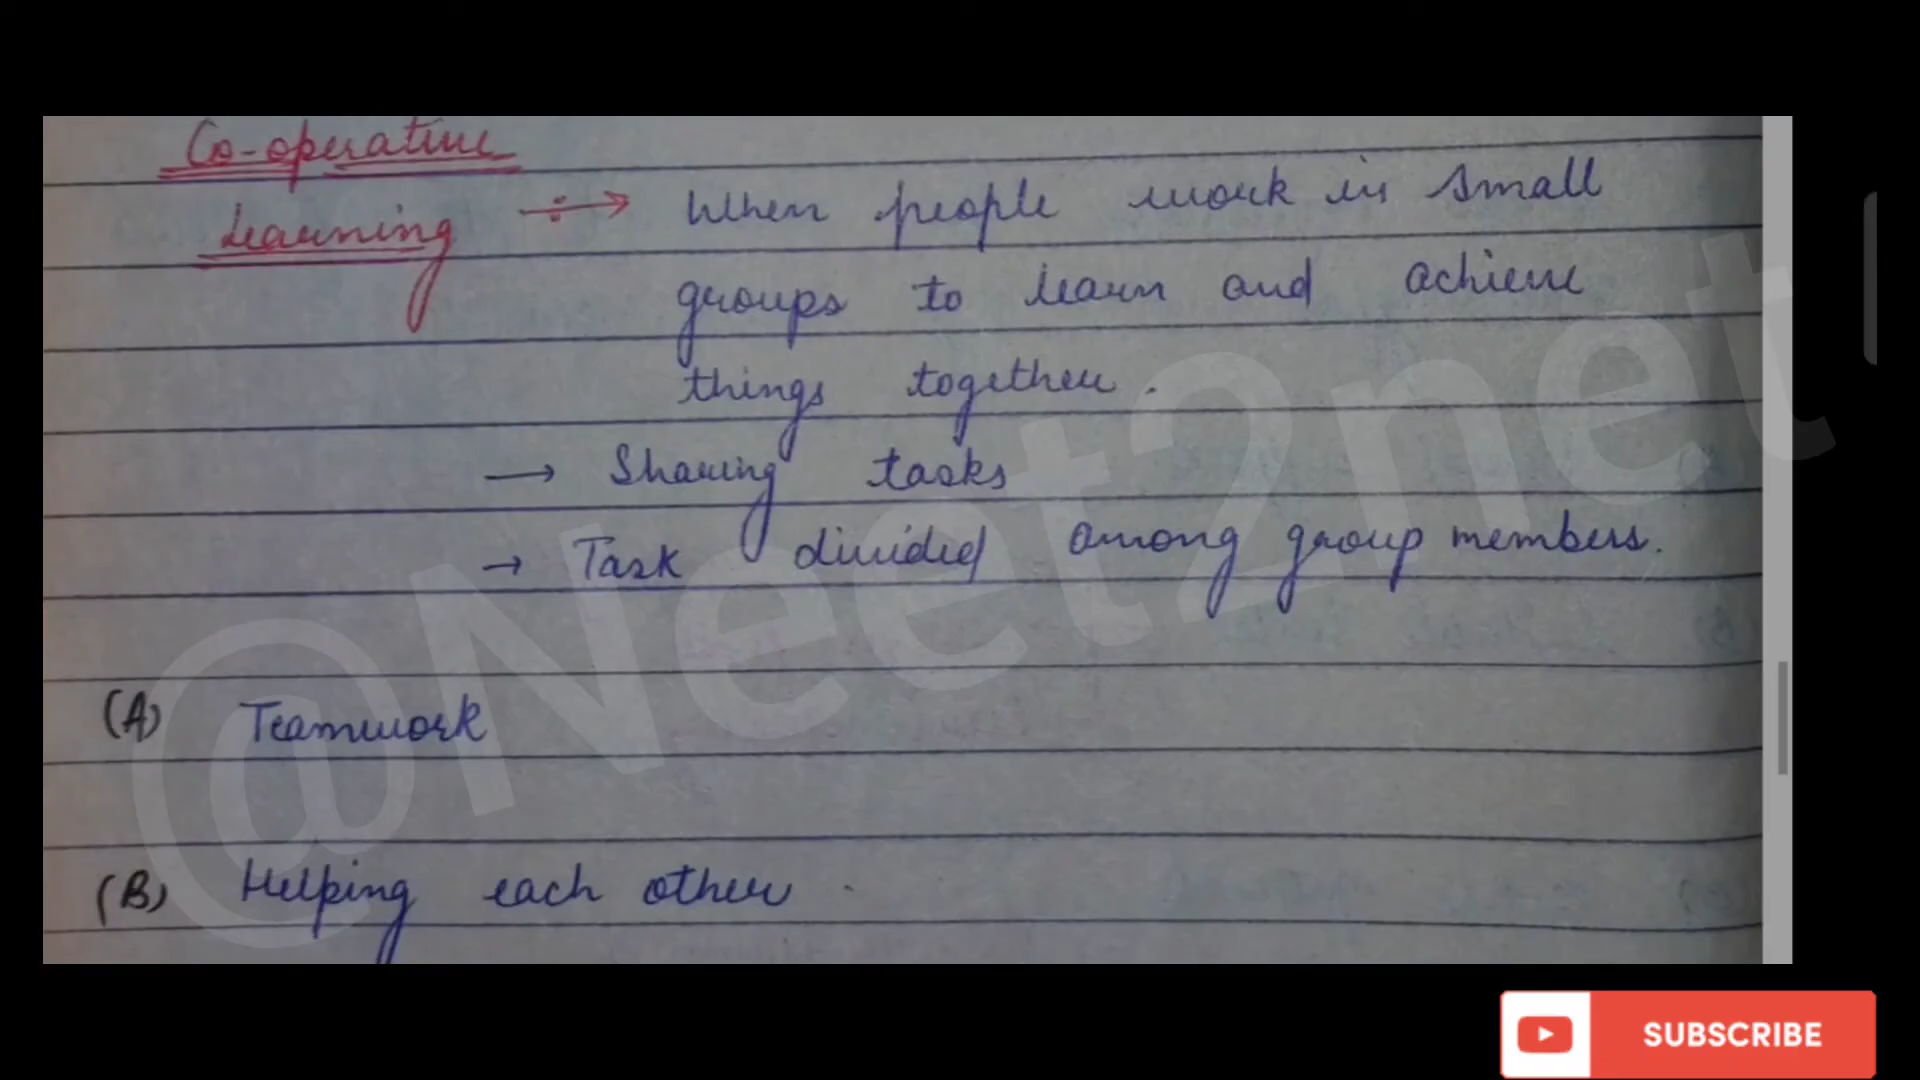 Co-operative
Learning ÷→ When people work in small
groups to learn and achieve
things together.
→ Sharing tasks
→ Task divided among group members.
(A) Teamwork
(B) Helping each other.
@Neet2net
SUBSCRIBE